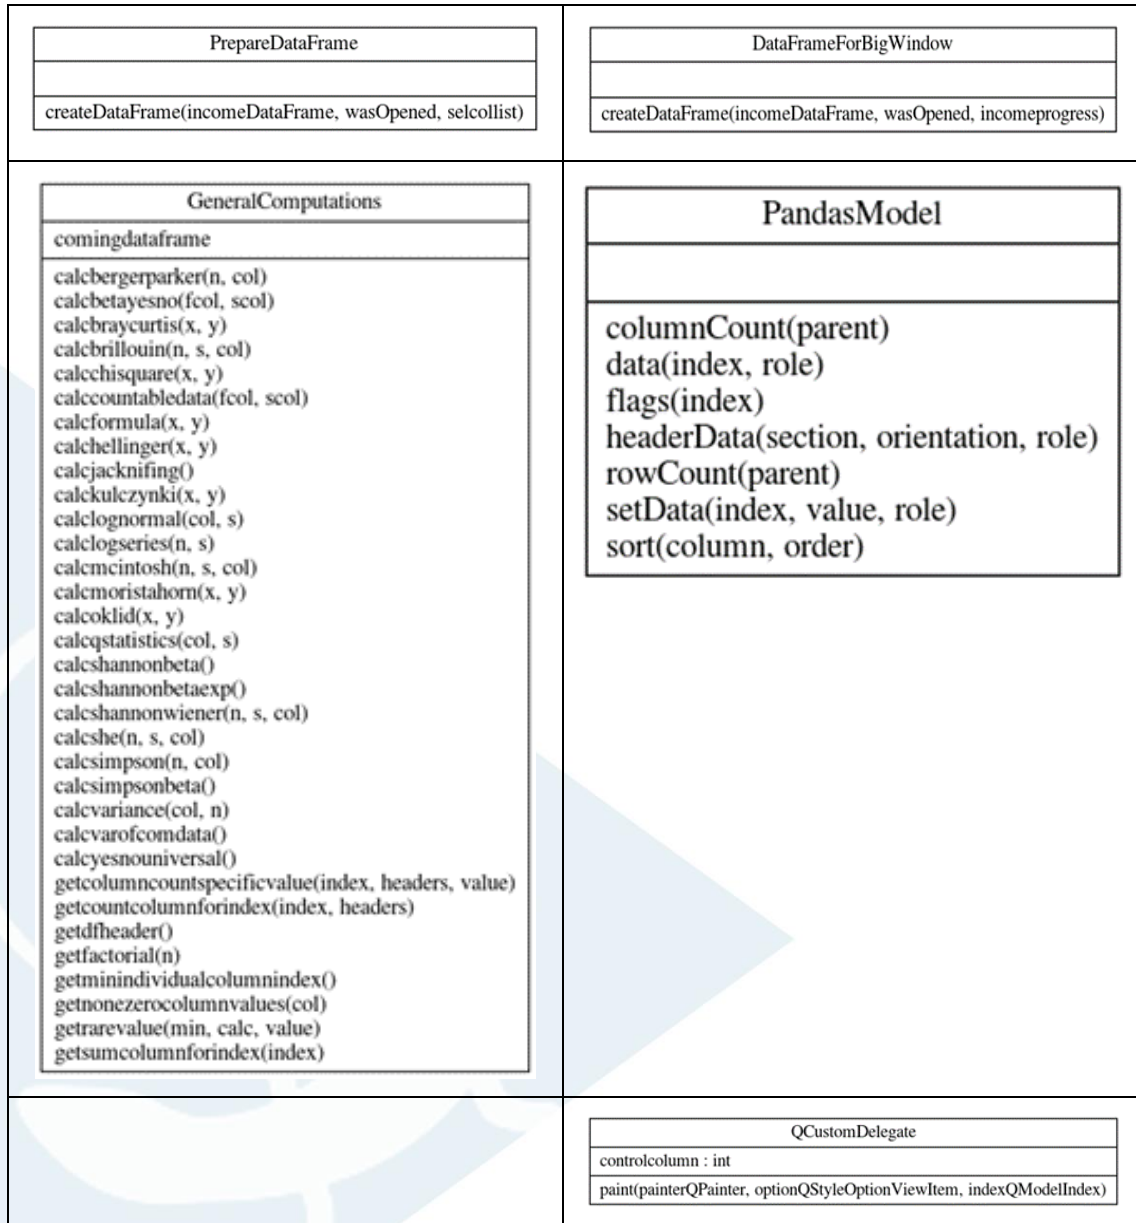 PrepareDataFrame
createDataFrame(incomeDataFrame, wasOpened, selcollist)
DataFrameForBigWindow
createDataFrame(incomeDataFrame, wasOpened, incomeprogress)
GeneralComputations
comingdataframe
calcbergerparker(n, col)
calcbetayesno(fcol, scol)
calcbraycurtis(x, y)
calcbrillouin(n, s, col)
calcchisquare(x, y)
calccountabledata(fcol, scol)
calcformula(x, y)
calchellinger(x, y)
calcjacknifing()
calckulczynki(x, y)
calclognormal(col, s)
calclogseries(n, s)
calcmcintosh(n, s, col)
calcmoristahorn(x, y)
calcoklid(x, y)
calcqstatistics(col, s)
calcshannonbeta()
calcshannonbetaexp()
calcshannonwiener(n, s, col)
calcshe(n, s, col)
calcsimpson(n, col)
calcsimpsonbeta()
calcvariance(col, n)
calcvarofcomdata()
calcyesnouniversal()
getcolumncountspecificvalue(index, headers, value)
getcountcolumnforindex(index, headers)
getdfheader()
getfactorial(n)
getminindividualcolumnindex()
getnonezerocolumnvalues(col)
getrarevalue(min, calc, value)
getsumcolumnforindex(index)
PandasModel
columnCount(parent)
data(index, role)
flags(index)
headerData(section, orientation, role)
rowCount(parent)
setData(index, value, role)
sort(column, order)
QCustomDelegate
controlcolumn : int
paint(painterQPainter, optionQStyleOptionViewItem, indexQModelIndex)